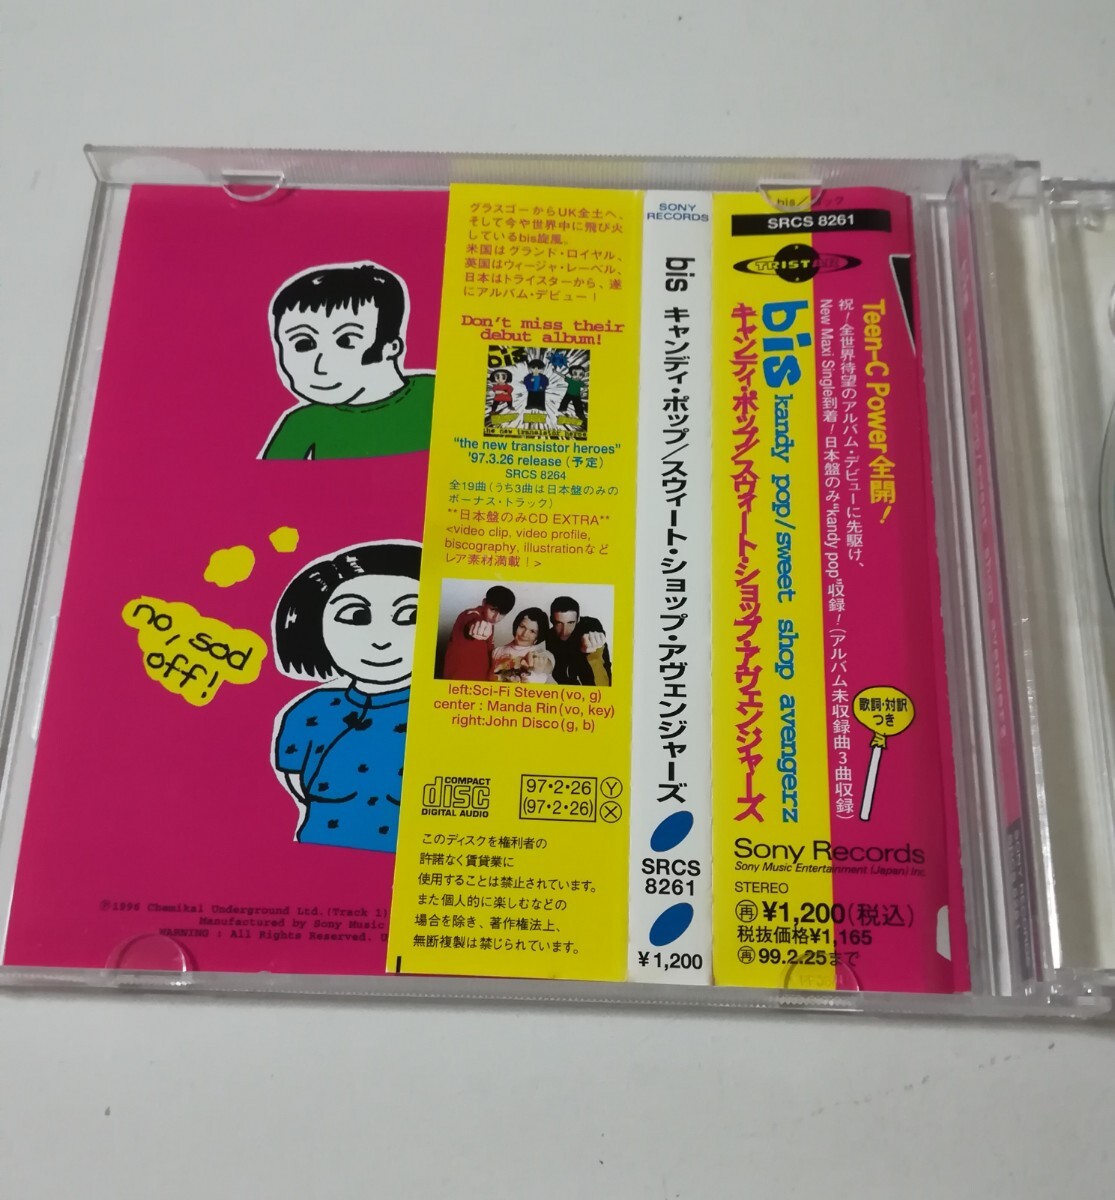 uo/ pos!
off!
℗1996 Chemikal Underground Ltd.(Track 1)
Manufactured by Sony Music
WARNING : All Rights Reserved. U
グラスゴーからUK全土へ、
そして今や世界中に飛び火
しているbis旋風。
米国はグランド・ロイヤル、
英国はウィージャ・レーベル、
日本はトライスターから、遂
にアルバム・デビュー!
Don't miss their
debut album!
bis
the new transistor heroes
"the new transistor heroes"
'97.3.26 release (予定)
SRCS 8264
全19曲(うち3曲は日本盤のみの
ボーナス・トラック)
**日本盤のみCD EXTRA**
<video clip, video profile,
biscography, illustrationなど
レア素材満載!>
left:Sci-Fi Steven(vo, g)
center : Manda Rin(vo, key)
right:John Disco(g, b)
COMPACT
disc
DIGITAL AUDIO
97・2・26 Ⓨ
(97・2・26) Ⓧ
このディスクを権利者の
許諾なく賃貸業に
使用することは禁止されています。
また個人的に楽しむなどの
場合を除き、著作権法上、
無断複製は禁じられています。
SONY
RECORDS
bis キャンディ・ポップ/スウィート・ショップ・アヴェンジャーズ
SRCS
8261
¥1,200
SRCS 8261
TRISTAR
Teen-C Power全開!
祝!全世界待望のアルバム・デビューに先駆け、
New Maxi Single到着!日本盤のみ"kandy pop"収録!(アルバム未収録曲3曲収録)
bis kandy pop/sweet shop avengerz
キャンディ・ポップ/スウィート・ショップ・アヴェンジャーズ
歌詞・対訳
つき
Sony Records
Sony Music Entertainment (Japan) Inc.
STEREO
再 ¥1,200(税込)
税抜価格¥1,165
再 99.2.25まで